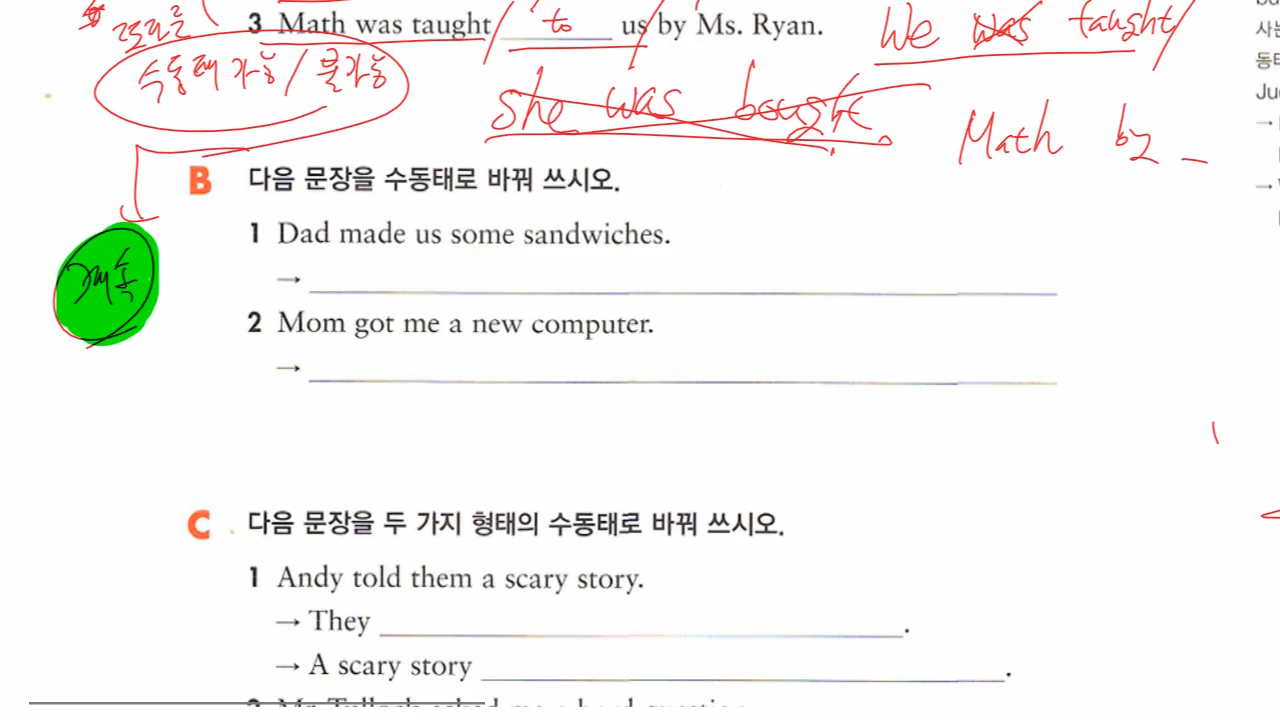 3 Math was taught to us by Ms. Ryan.
We was taught/
수동태 가능/불가능
she was bought.
Math by
B 다음 문장을 수동태로 바꿔 쓰시오.
1 Dad made us some sandwiches.
→
2 Mom got me a new computer.
→
C 다음 문장을 두 가지 형태의 수동태로 바꿔 쓰시오.
1 Andy told them a scary story.
→ They .
→ A scary story .